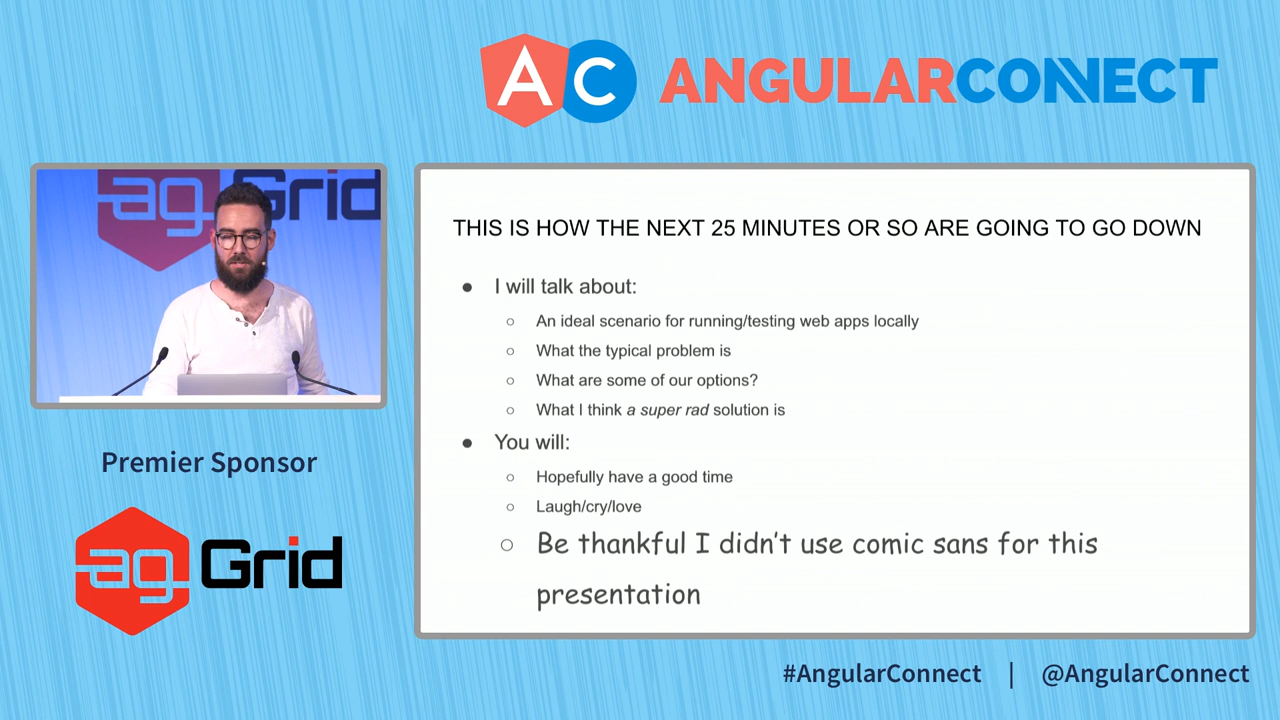 AC ANGULARCONNECT
ag Grid
THIS IS HOW THE NEXT 25 MINUTES OR SO ARE GOING TO GO DOWN
● I will talk about:
○ An ideal scenario for running/testing web apps locally
○ What the typical problem is
○ What are some of our options?
○ What I think a super rad solution is
● You will:
○ Hopefully have a good time
○ Laugh/cry/love
○ Be thankful I didn't use comic sans for this
presentation
Premier Sponsor
ag Grid
#AngularConnect | @AngularConnect